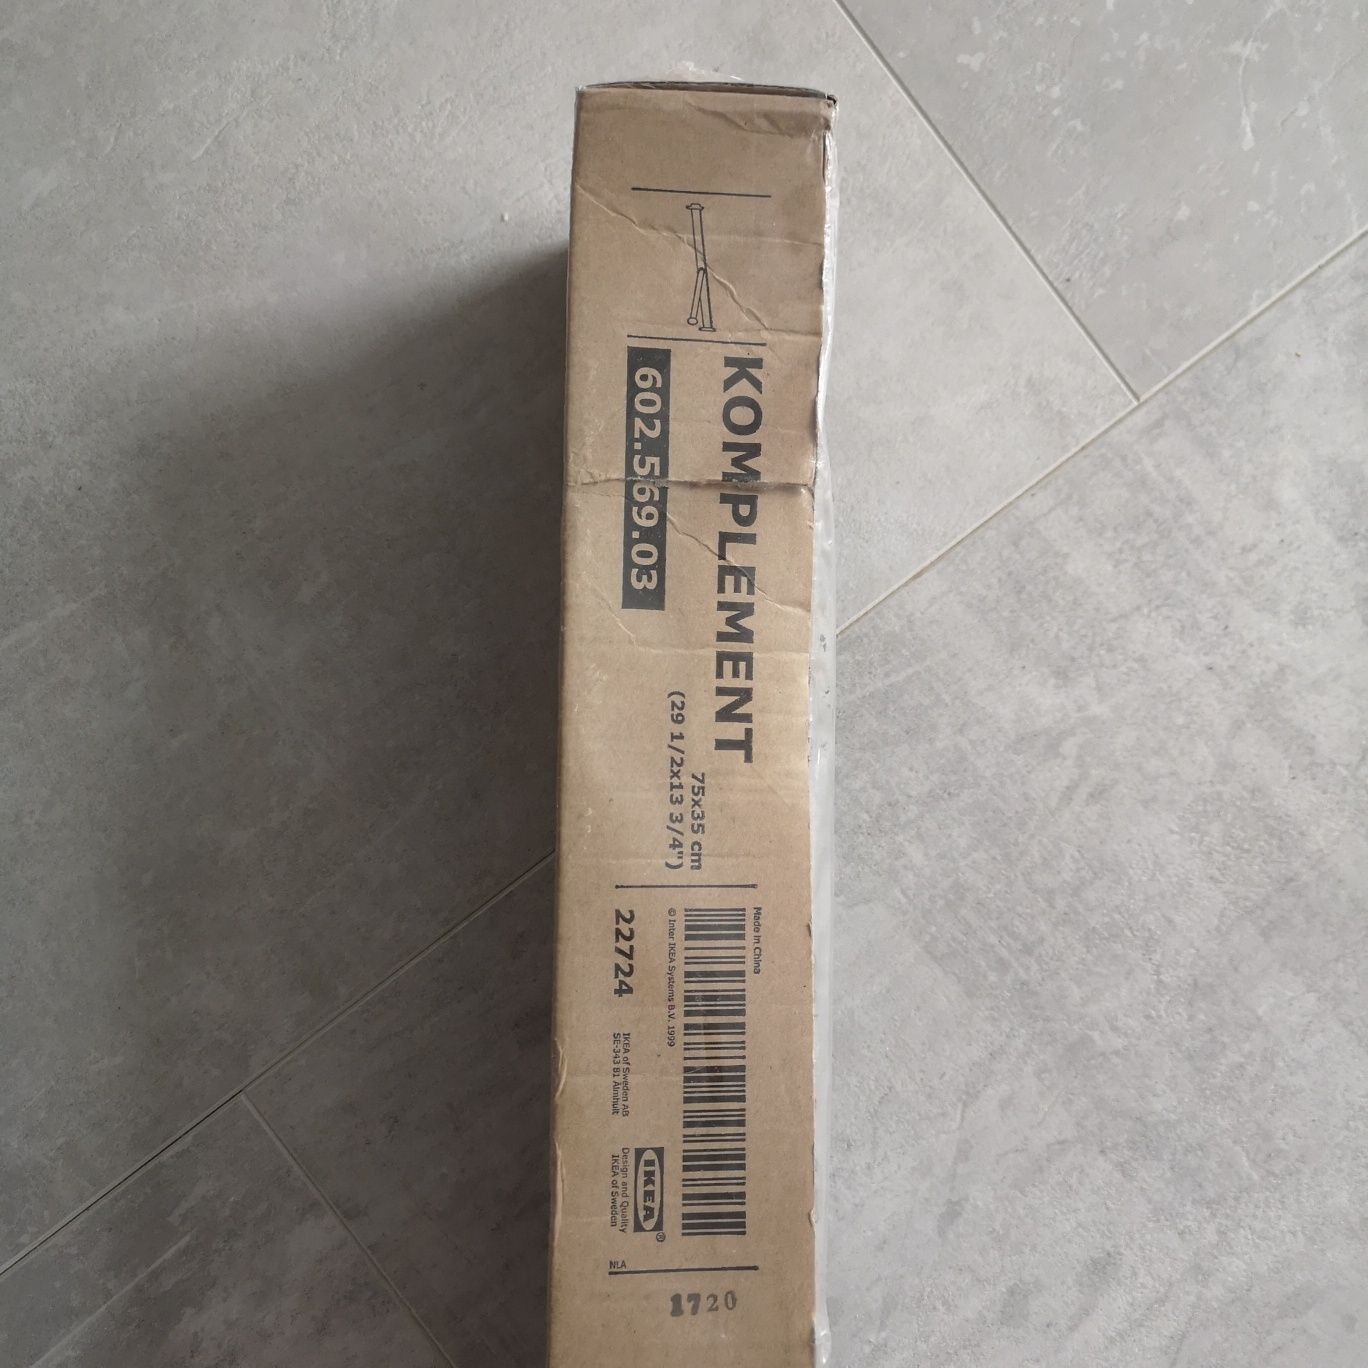 KOMPLEMENT
602.569.03
75x35 cm
(29 1/2x13 3/4")
Made in China
© Inter IKEA Systems B.V. 1999
22724
IKEA of Sweden AB
SE-343 81 Älmhult
IKEA®
Design and Quality
IKEA of Sweden
NLA
1720